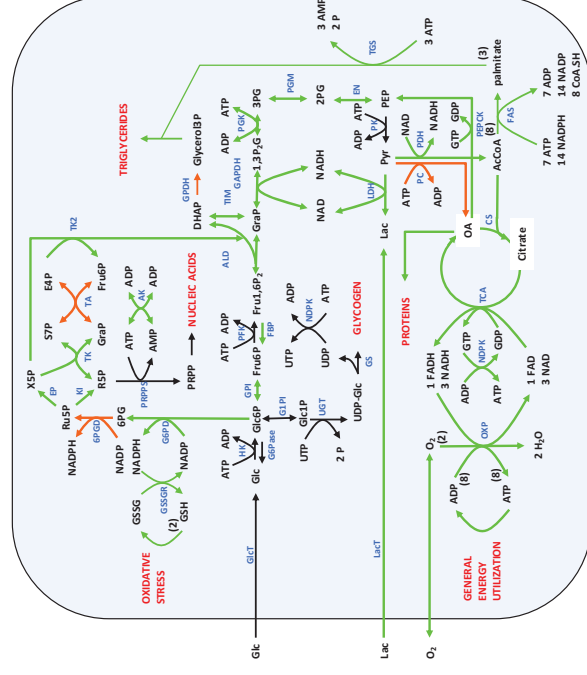 X5P
TK2
EP
TK
S7P
E4P
TA
Ru5P
KI
R5P
GraP
Fru6P
TRIGLYCERIDES
NADPH
6PGD
NADP
6PG
PRPPS
ATP
AMP
AK
ADP
ADP
OXIDATIVE
STRESS
GSSG
GSSGR
(2)
GSH
NADPH
G6PD
NADP
PRPP
NUCLEIC ACIDS
DHAP
GPDH
Glycerol3P
ALD
TIM
3 AMP
2 P
TGS
3 ATP
ATP
ADP
HK
GPI
ATP
ADP
PFK
ADP
ATP
PGK
Glc
GlcT
Glc
G6Pase
Glc6P
Fru6P
FBP
Fru1,6P2
GraP
GAPDH
1,3P2G
3PG
G1PI
PGM
UTP
Glc1P
UGT
2 P
UTP
UDP
NDPK
ADP
ATP
NAD
NADH
2PG
UDP-Glc
GS
GLYCOGEN
EN
Lac
LacT
Lac
LDH
Pyr
ADP
ATP
PK
PEP
PROTEINS
ATP
ADP
PC
NAD
NADH
PDH
GTP
GDP
PEPCK
O2
O2
(2)
OXP
2 H2O
ADP
(8)
(8)
ATP
GENERAL
ENERGY
UTILIZATION
1 FADH
3 NADH
ADP
ATP
NDPK
GTP
GDP
TCA
1 FAD
3 NAD
OA
CS
Citrate
AcCoA
(8)
FAS
palmitate
(3)
7 ATP
14 NADPH
7 ADP
14 NADP
8 CoASH